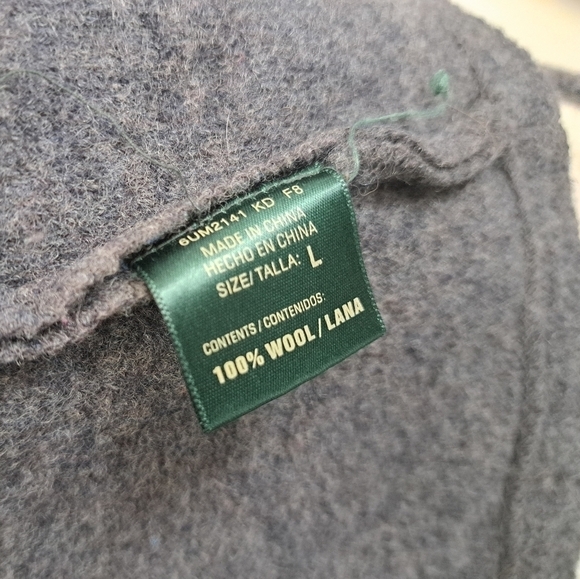 6UM2141 KD F8
MADE IN CHINA
HECHO EN CHINA
SIZE/TALLA: L
CONTENTS/CONTENIDOS:
100% WOOL/LANA